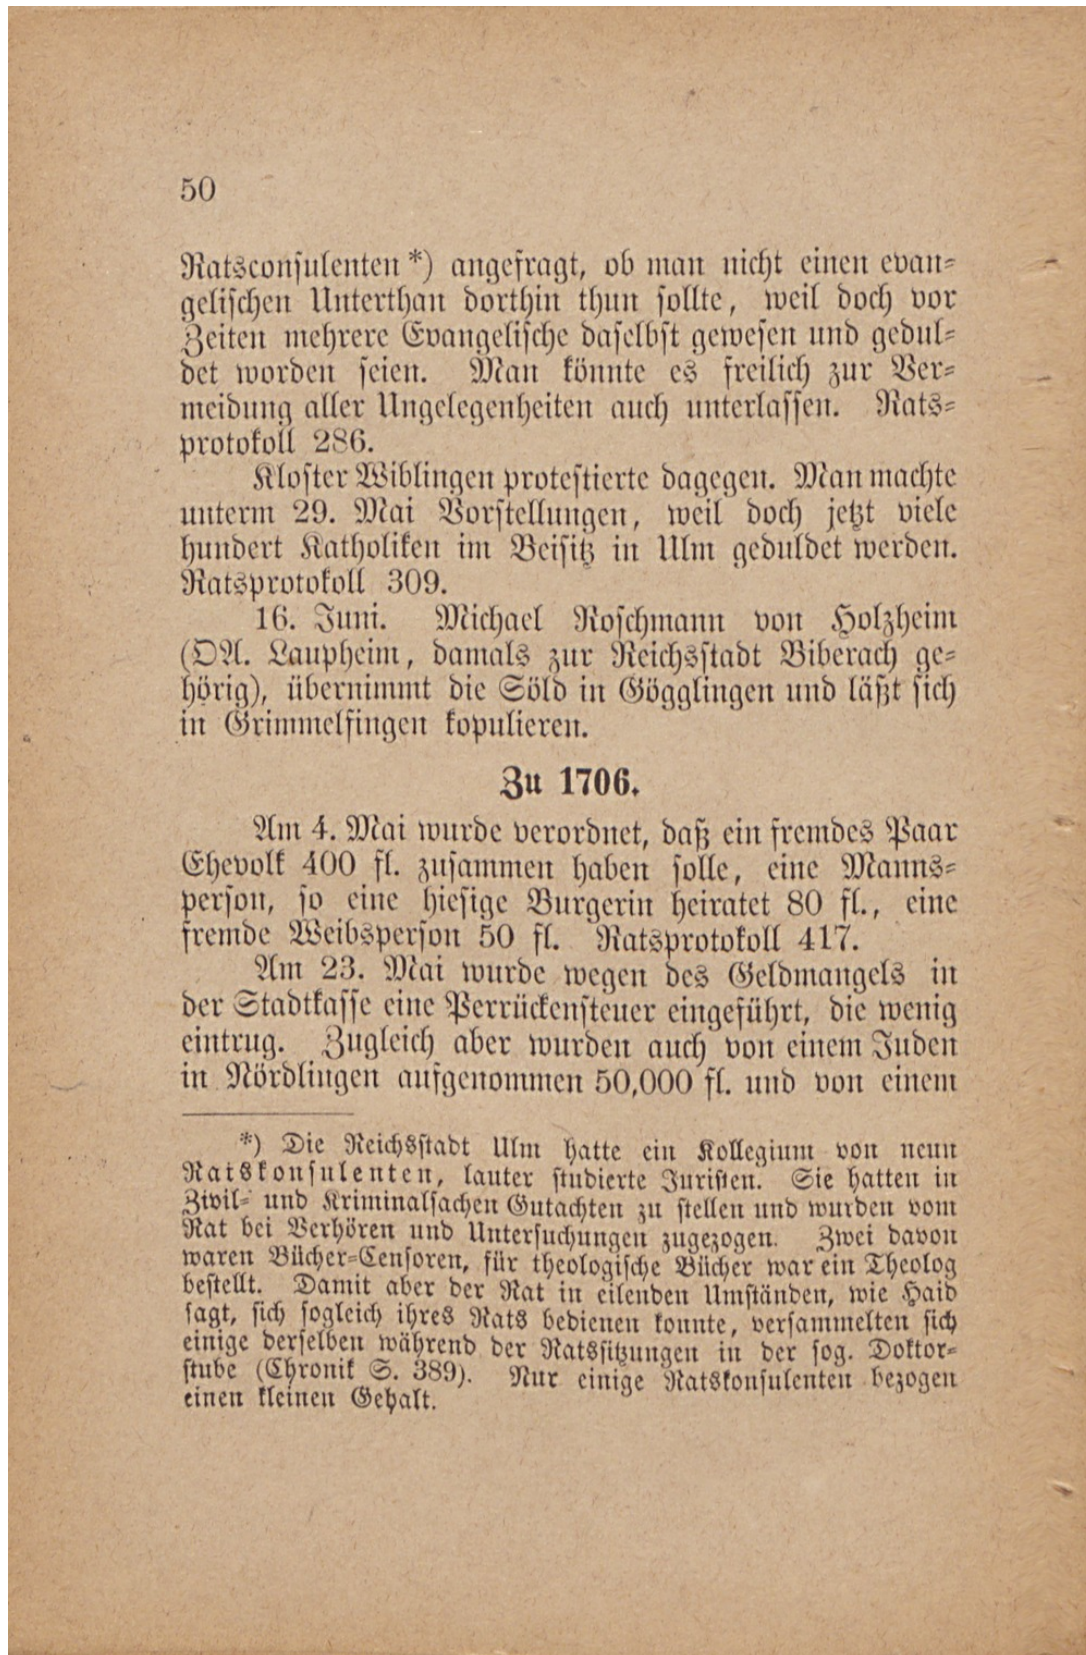 50
Ratsconsulenten *) angefragt, ob man nicht einen evan-
gelischen Unterthan dorthin thun sollte, weil doch vor
Zeiten mehrere Evangelische daselbst gewesen und gedul-
det worden seien. Man könnte es freilich zur Ver-
meidung aller Ungelegenheiten auch unterlassen. Rats-
protokoll 286.
Kloster Wiblingen protestierte dagegen. Man machte
unterm 29. Mai Vorstellungen, weil doch jetzt viele
hundert Katholiken im Beisitz in Ulm geduldet werden.
Ratsprotokoll 309.
16. Juni. Michael Roschmann von Holzheim
(OA. Laupheim, damals zur Reichsstadt Biberach ge-
hörig), übernimmt die Söld in Gögglingen und läßt sich
in Grimmelfingen kopulieren.
Zu 1706.
Am 4. Mai wurde verordnet, daß ein fremdes Paar
Ehevolk 400 fl. zusammen haben solle, eine Manns-
person, so eine hiesige Burgerin heiratet 80 fl., eine
fremde Weibsperson 50 fl. Ratsprotokoll 417.
Am 23. Mai wurde wegen des Geldmangels in
der Stadtkasse eine Perrückensteuer eingeführt, die wenig
eintrug. Zugleich aber wurden auch von einem Juden
in Nördlingen aufgenommen 50,000 fl. und von einem
*) Die Reichsstadt Ulm hatte ein Kollegium von neun
Ratskonsulenten, lauter studierte Juristen. Sie hatten in
Zivil- und Kriminalsachen Gutachten zu stellen und wurden vom
Rat bei Verhören und Untersuchungen zugezogen. Zwei davon
waren Bücher-Censoren, für theologische Bücher war ein Theolog
bestellt. Damit aber der Rat in eilenden Umständen, wie Haid
sagt, sich sogleich ihres Rats bedienen konnte, versammelten sich
einige derselben während der Ratssitzungen in der sog. Doktor-
stube (Chronik S. 389). Nur einige Ratskonsulenten bezogen
einen kleinen Gehalt.